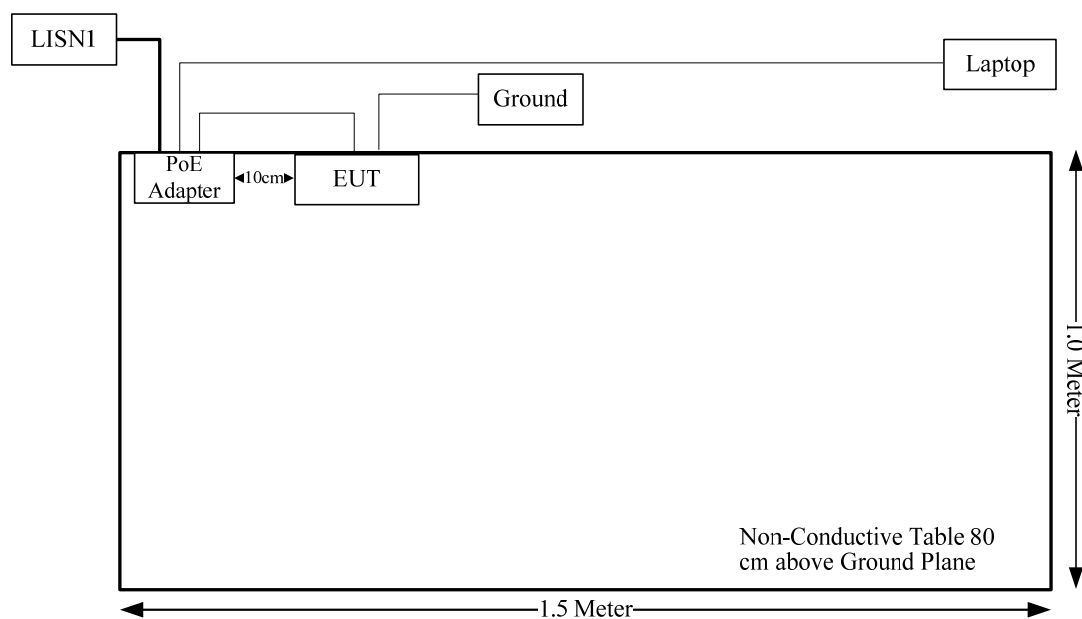 LISN1
Laptop
Ground
PoE
Adapter
10cm
EUT
1.0 Meter
Non-Conductive Table 80
cm above Ground Plane
1.5 Meter